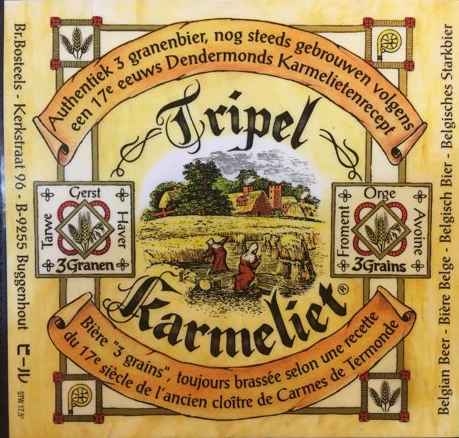 Br.Bosteels - Kerkstraat 96 - B-9255 Buggenhout ビール
Authentiek 3 granenbier, nog steeds gebrouwen volgens
een 17e eeuws Dendermonds Karmelietenrecept
Tripel
Gerst
Tarwe
Haver
3Granen
Orge
Froment
Avoine
3Grains
Karmeliet®
Bière "3 grains", toujours brassée selon une recette
du 17e siècle de l'ancien cloître de Carmes de Termonde
Belgian Beer - Bière Belge - Belgisch Bier - Belgisches Starkbier